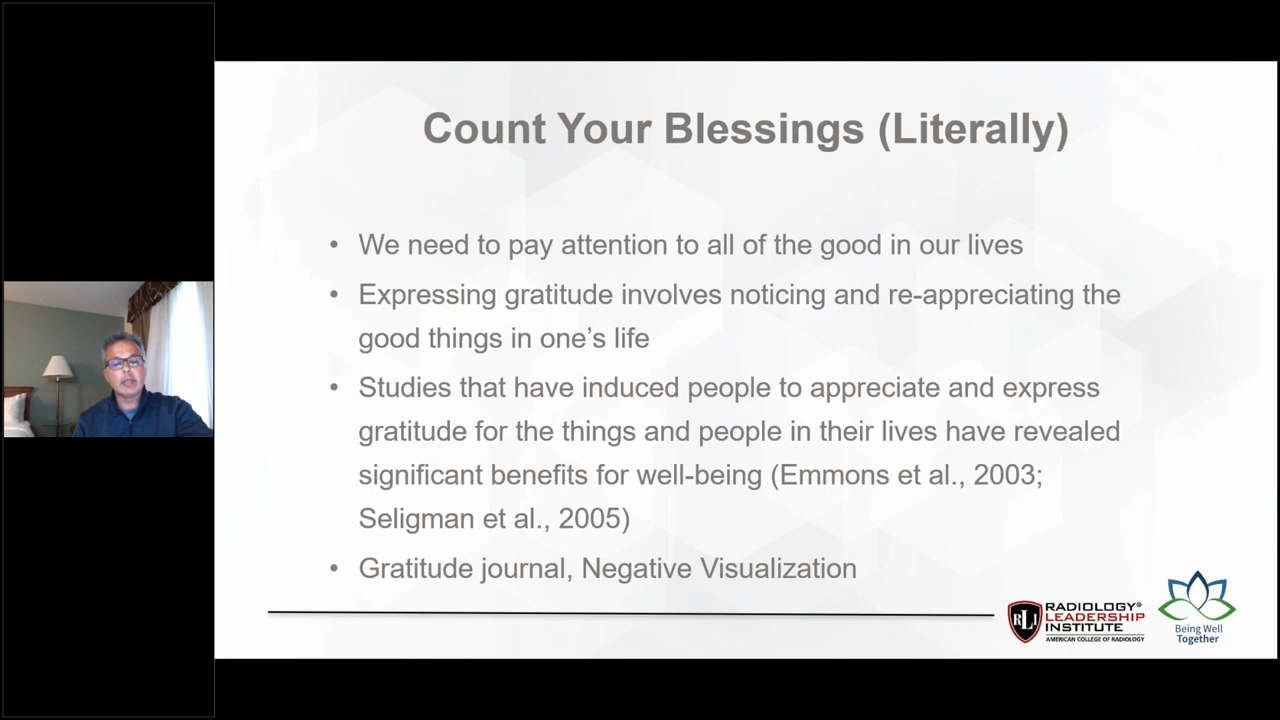 Count Your Blessings (Literally)
• We need to pay attention to all of the good in our lives
• Expressing gratitude involves noticing and re-appreciating the
good things in one’s life
• Studies that have induced people to appreciate and express
gratitude for the things and people in their lives have revealed
significant benefits for well-being (Emmons et al., 2003;
Seligman et al., 2005)
• Gratitude journal, Negative Visualization
RLI
RADIOLOGY®
LEADERSHIP
INSTITUTE
AMERICAN COLLEGE OF RADIOLOGY
Being Well
Together